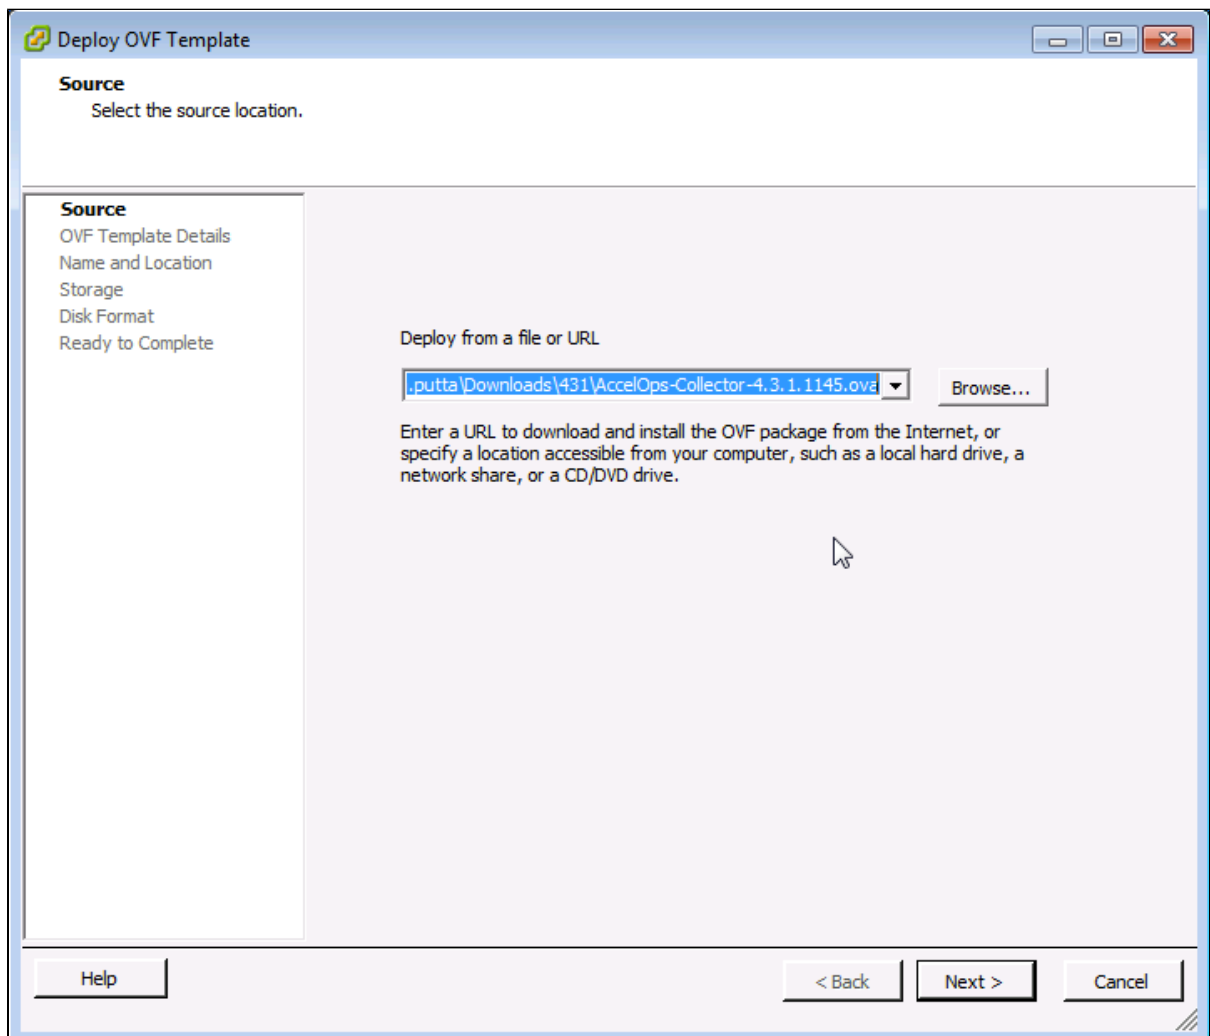 Deploy OVF Template
Source
Select the source location.
Source
OVF Template Details
Name and Location
Storage
Disk Format
Ready to Complete
Deploy from a file or URL
.putta\Downloads\431\AccelOps-Collector-4.3.1.1145.ova
Browse...
Enter a URL to download and install the OVF package from the Internet, or
specify a location accessible from your computer, such as a local hard drive, a
network share, or a CD/DVD drive.
Help
< Back
Next >
Cancel